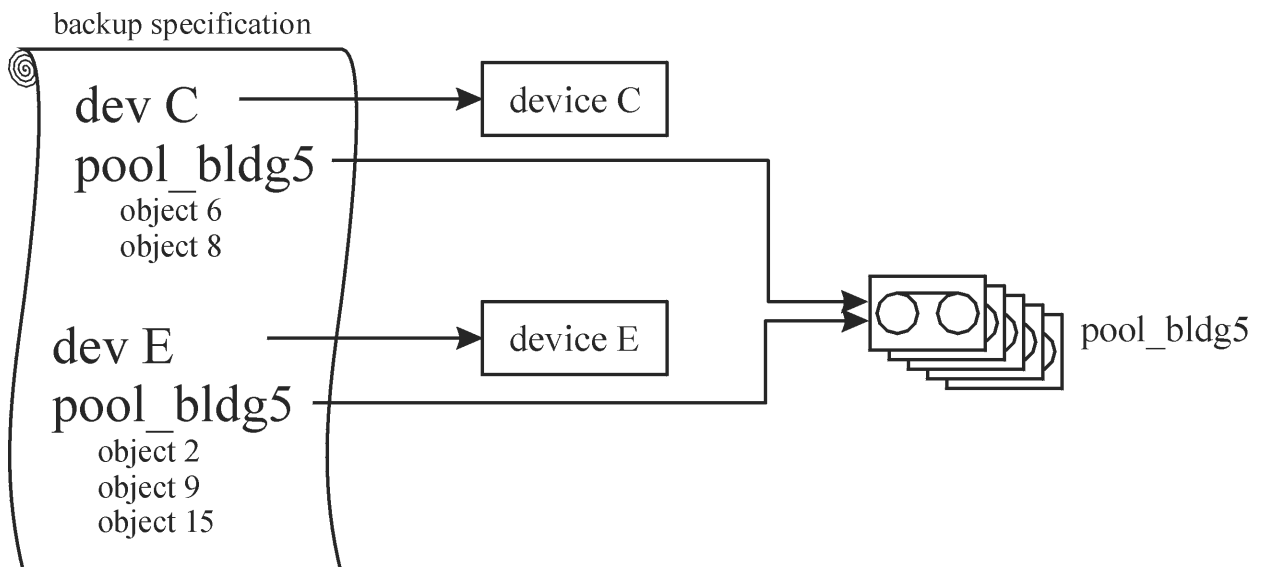 backup specification
dev C
pool_bldg5
object 6
object 8
dev E
pool_bldg5
object 2
object 9
object 15
device C
device E
pool_bldg5